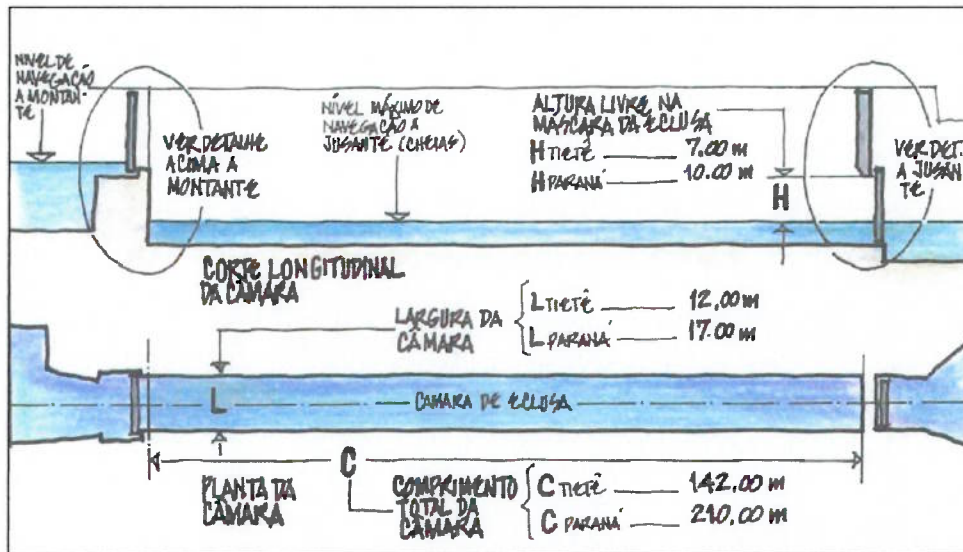 NÍVEL DE
NAVEGAÇÃO
A MONTAN-
TE
VER DETALHE
ACIMA A
MONTANTE
NÍVEL MÁXIMO DE
NAVEGAÇÃO A
JUSANTE (CHEIAS)
ALTURA LIVRE NA
MASCARA DA ECLUSA
H TIETÊ 7.00 m
H PARANÁ 10.00 m
H
VER DET.
A JUSAN
TE
CORTE LONGITUDINAL
DA CÂMARA
LARGURA DA
CÂMARA
L TIETÊ 12,00 m
L PARANÁ 17.00 m
L
CAMARA DE ECLUSA
C
PLANTA DA
CÂMARA
COMPRIMENTO
TOTAL DA
CÂMARA
C TIETÊ 142,00 m
C PARANÁ 210,00 m